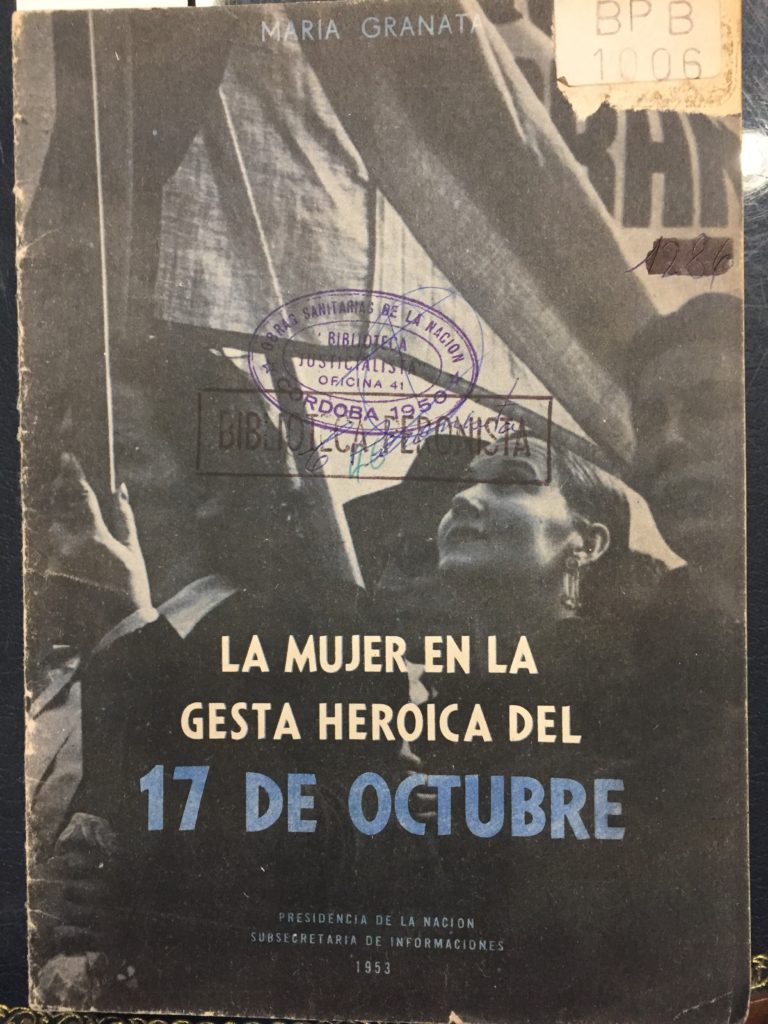 MARIA GRANATA
BPB
1006
1286
OBRAS SANITARIAS DE LA NACION
BIBLIOTECA
JUSTICIALISTA
OFICINA 41
CORDOBA 1950
BIBLIOTECA PERONISTA
LA MUJER EN LA
GESTA HEROICA DEL
17 DE OCTUBRE
PRESIDENCIA DE LA NACION
SUBSECRETARIA DE INFORMACIONES
1953